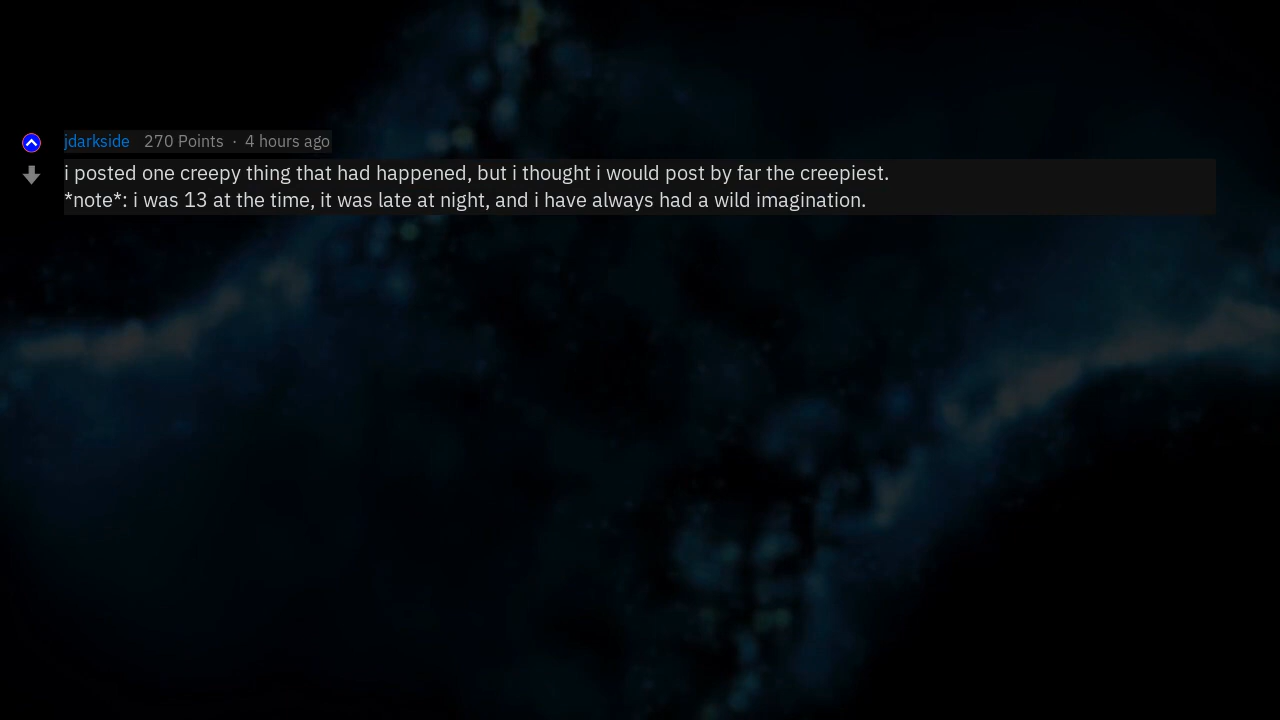 jdarkside 270 Points · 4 hours ago
i posted one creepy thing that had happened, but i thought i would post by far the creepiest.
*note*: i was 13 at the time, it was late at night, and i have always had a wild imagination.